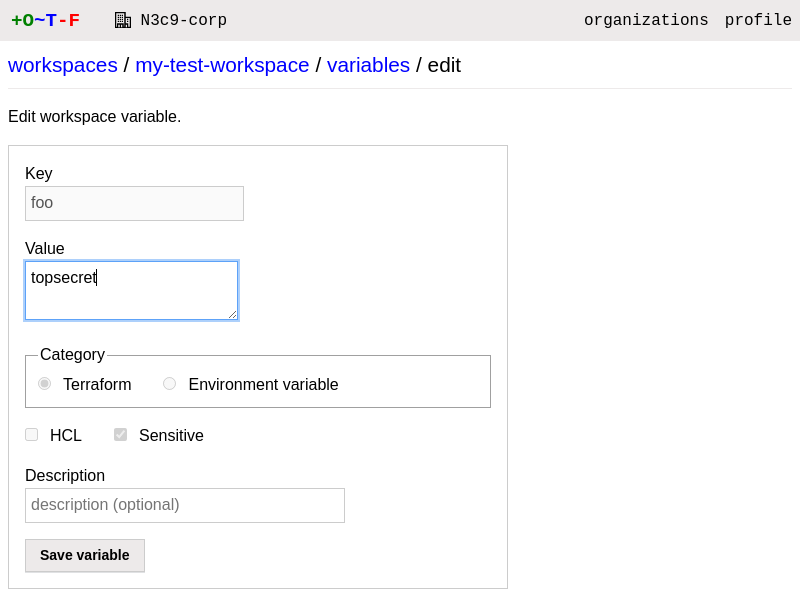 +O~T-F N3c9-corp organizations profile
workspaces / my-test-workspace / variables / edit
Edit workspace variable.
Key
foo
Value
topsecret
Category
Terraform Environment variable
HCL Sensitive
Description
description (optional)
Save variable